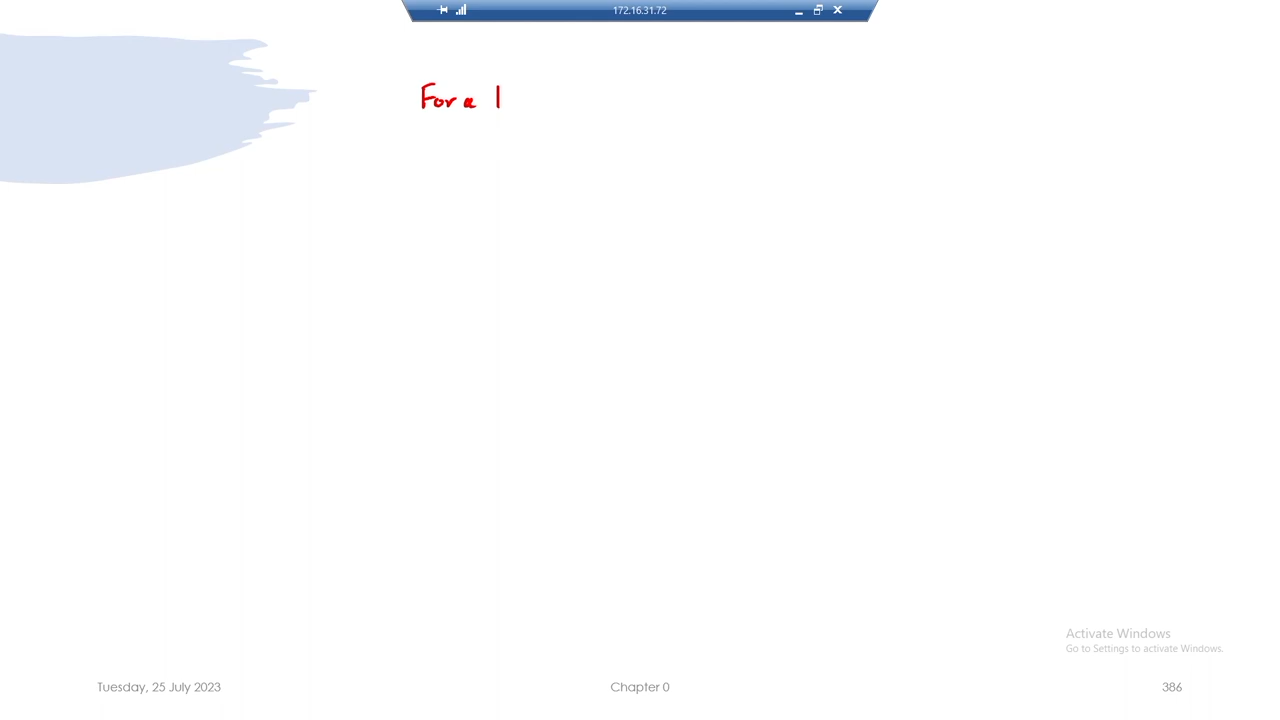 172.16.31.72
For a |
Activate Windows
Go to Settings to activate Windows.
Tuesday, 25 July 2023
Chapter 0
386